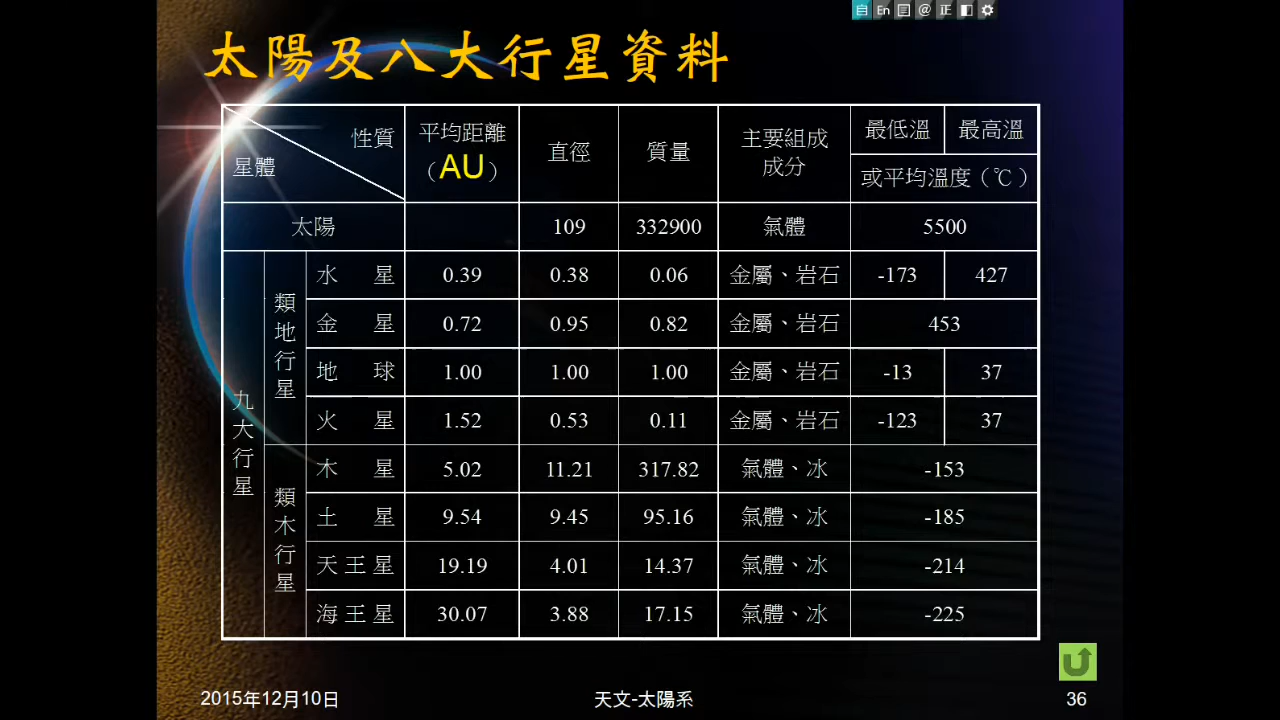 自 En @ 正
太陽及八大行星資料
性質
星體
平均距離
（AU）
直徑
質量
主要組成
成分
最低溫 最高溫
或平均溫度（℃）
太陽 109 332900 氣體 5500
九大行星
類地行星
水星 0.39 0.38 0.06 金屬、岩石 -173 427
金星 0.72 0.95 0.82 金屬、岩石 453
地球 1.00 1.00 1.00 金屬、岩石 -13 37
火星 1.52 0.53 0.11 金屬、岩石 -123 37
類木行星
木星 5.02 11.21 317.82 氣體、冰 -153
土星 9.54 9.45 95.16 氣體、冰 -185
天王星 19.19 4.01 14.37 氣體、冰 -214
海王星 30.07 3.88 17.15 氣體、冰 -225
2015年12月10日 天文-太陽系 36